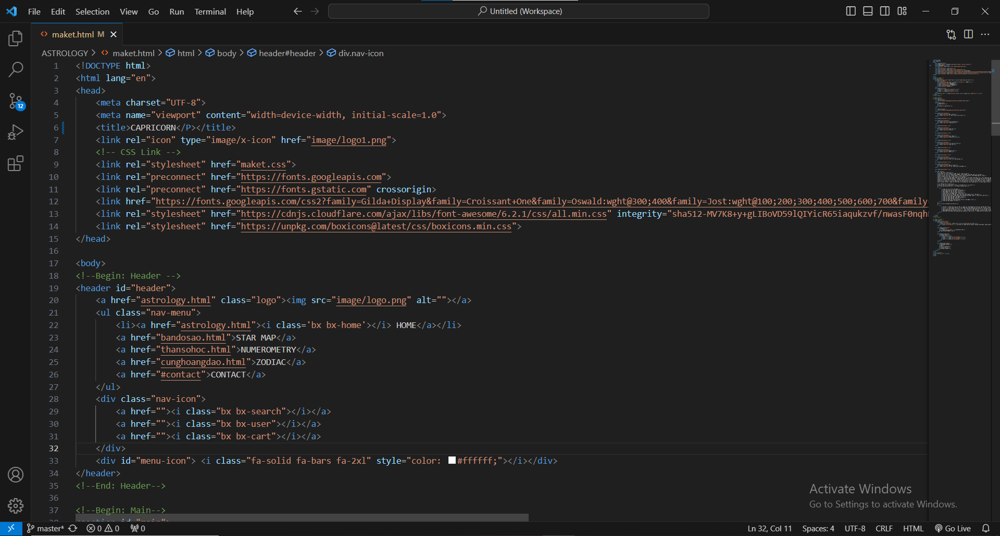 File Edit Selection View Go Run Terminal Help
Untitled (Workspace)
maket.html M
ASTROLOGY > maket.html > html > body > header#header > div.nav-icon
1 <!DOCTYPE html>
2 <html lang="en">
3 <head>
4 <meta charset="UTF-8">
5 <meta name="viewport" content="width=device-width, initial-scale=1.0">
6 <title>CAPRICORN</P></title>
7 <link rel="icon" type="image/x-icon" href="image/logo1.png">
8 <!-- CSS Link -->
9 <link rel="stylesheet" href="maket.css">
10 <link rel="preconnect" href="https://fonts.googleapis.com">
11 <link rel="preconnect" href="https://fonts.gstatic.com" crossorigin>
12 <link href="https://fonts.googleapis.com/css2?family=Gilda+Display&family=Croissant+One&family=Oswald:wght@300;400&family=Jost:wght@100;200;300;400;500;600;700&family
13 <link rel="stylesheet" href="https://cdnjs.cloudflare.com/ajax/libs/font-awesome/6.2.1/css/all.min.css" integrity="sha512-MV7K8+y+gLIBoVD59lQIYicR65iaqukzvf/nwasF0nqh
14 <link rel="stylesheet" href="https://unpkg.com/boxicons@latest/css/boxicons.min.css">
15 </head>
16
17 <body>
18 <!--Begin: Header -->
19 <header id="header">
20 <a href="astrology.html" class="logo"><img src="image/logo.png" alt=""></a>
21 <ul class="nav-menu">
22 <li><a href="astrology.html"><i class='bx bx-home'></i> HOME</a></li>
23 <a href="bandosao.html">STAR MAP</a>
24 <a href="thansohoc.html">NUMEROMETRY</a>
25 <a href="cunghoangdao.html">ZODIAC</a>
26 <a href="#contact">CONTACT</a>
27 </ul>
28 <div class="nav-icon">
29 <a href=""><i class="bx bx-search"></i></a>
30 <a href=""><i class="bx bx-user"></i></a>
31 <a href=""><i class="bx bx-cart"></i></a>
32 </div>
33 <div id="menu-icon"> <i class="fa-solid fa-bars fa-2xl" style="color: #ffffff;"></i></div>
34 </header>
35 <!--End: Header-->
36
37 <!--Begin: Main-->
38 <section id="main">
12
Activate Windows
Go to Settings to activate Windows.
master* 0 0 0 Ln 32, Col 11 Spaces: 4 UTF-8 CRLF HTML Go Live